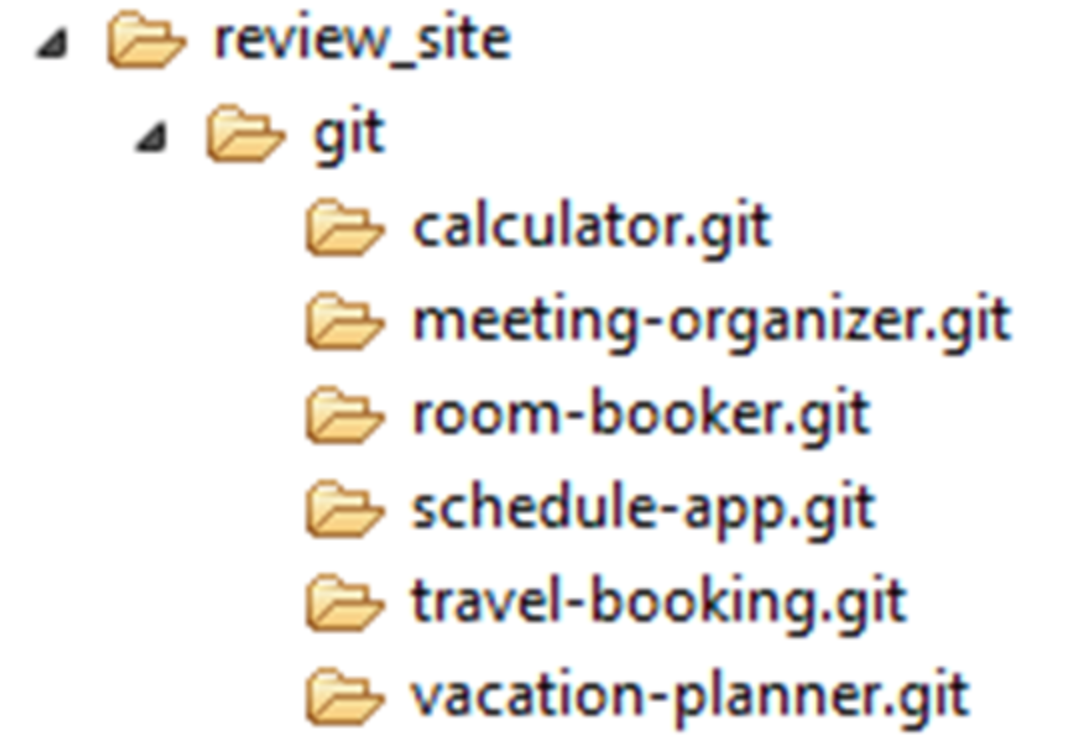 review_site
git
calculator.git
meeting-organizer.git
room-booker.git
schedule-app.git
travel-booking.git
vacation-planner.git